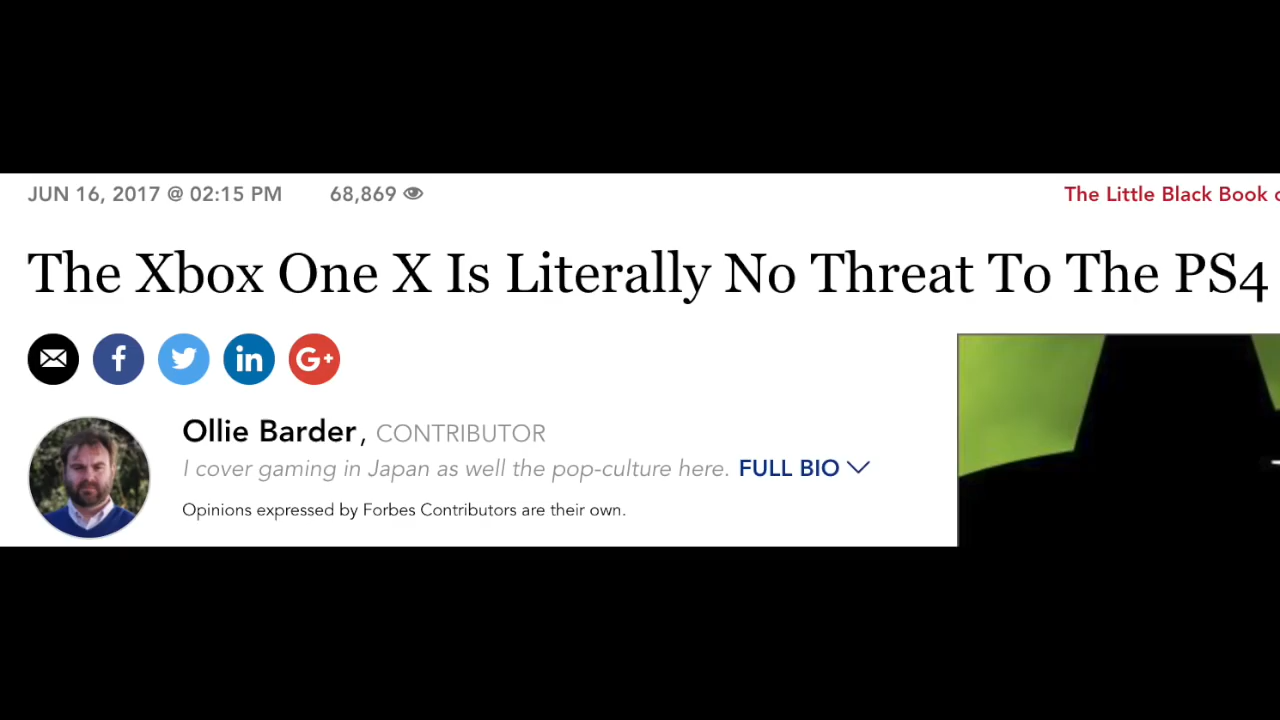 JUN 16, 2017 @ 02:15 PM 68,869 The Little Black Book
The Xbox One X Is Literally No Threat To The PS4
f in G+
Ollie Barder, CONTRIBUTOR
I cover gaming in Japan as well the pop-culture here. FULL BIO
Opinions expressed by Forbes Contributors are their own.